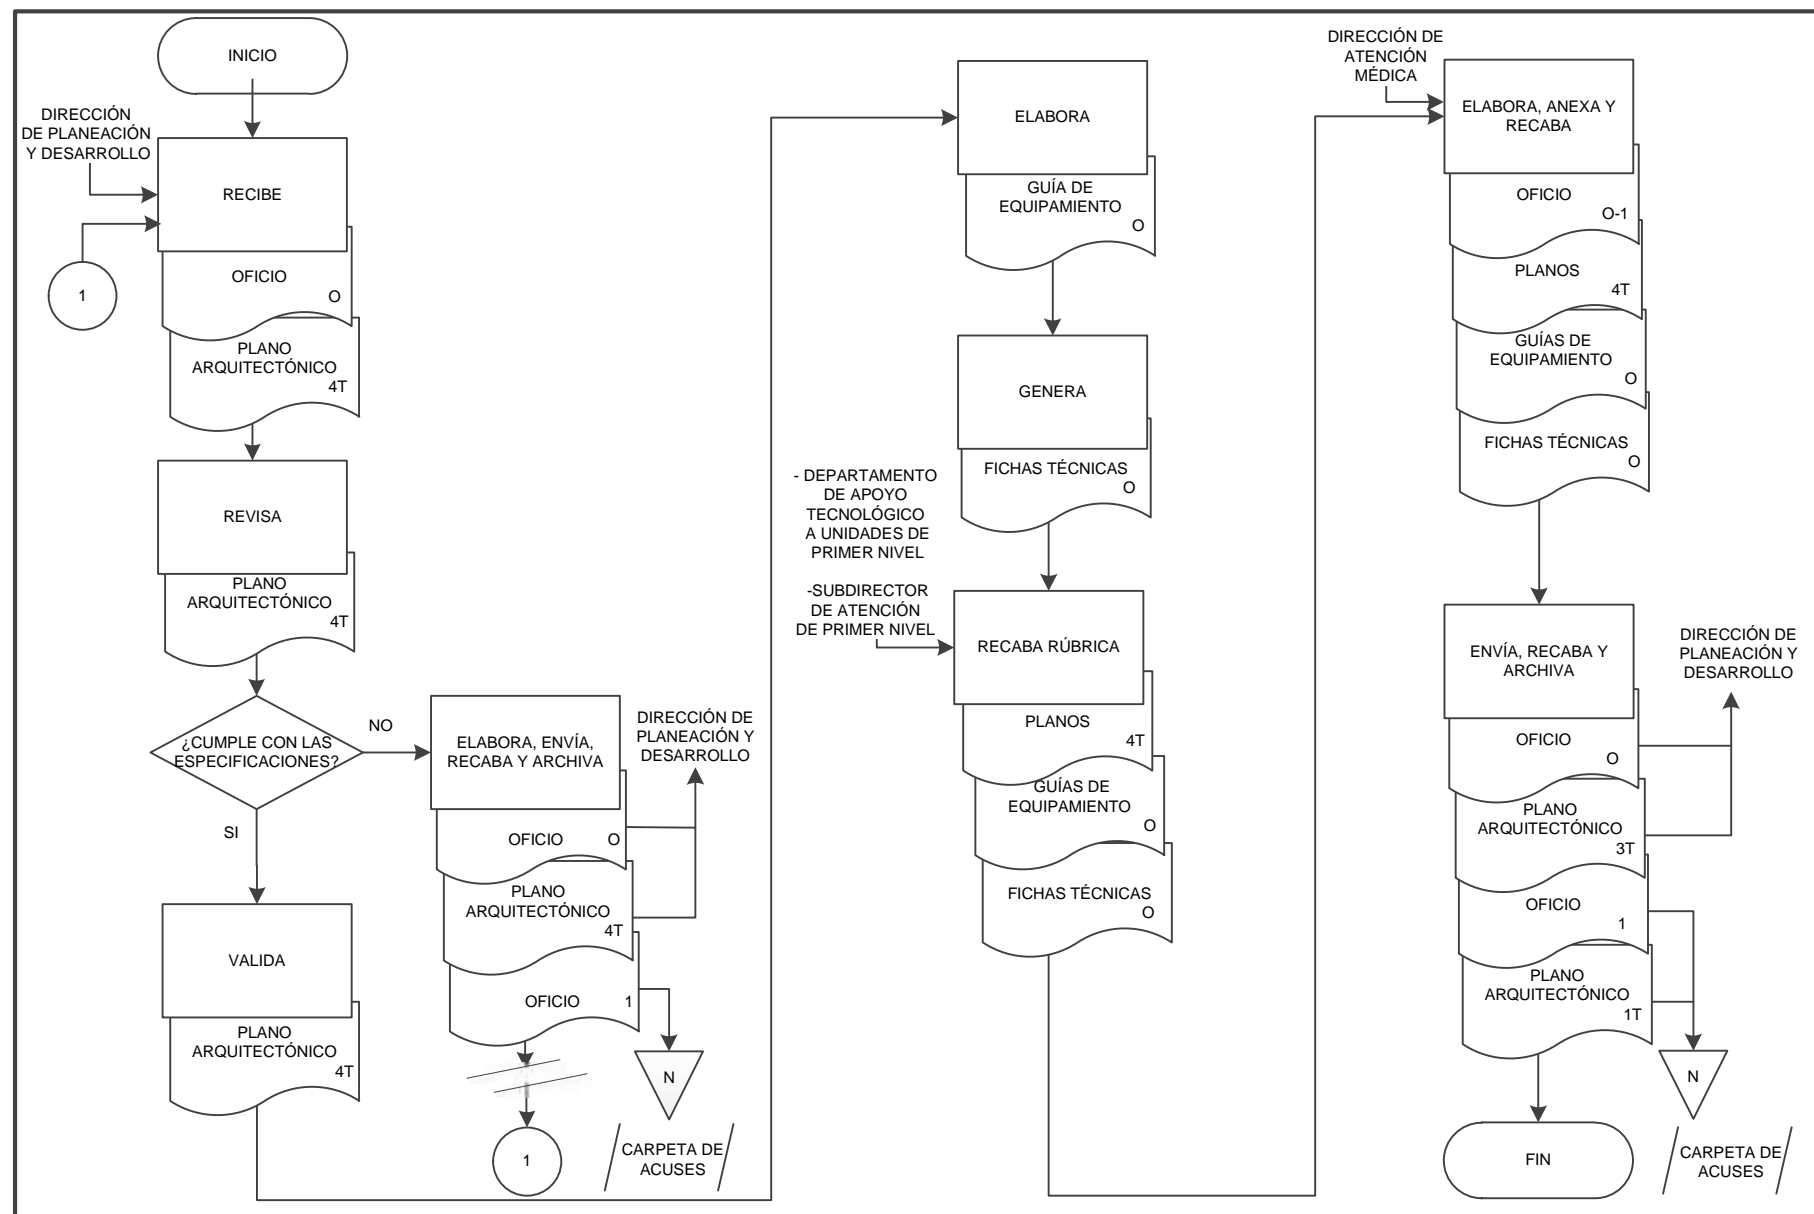 INICIO
DIRECCIÓN
DE PLANEACIÓN
Y DESARROLLO
RECIBE
1
OFICIO
O
PLANO
ARQUITECTÓNICO
4T
REVISA
PLANO
ARQUITECTÓNICO
4T
¿CUMPLE CON LAS
ESPECIFICACIONES?
NO
SI
VALIDA
PLANO
ARQUITECTÓNICO
4T
ELABORA, ENVÍA,
RECABA Y ARCHIVA
DIRECCIÓN DE
PLANEACIÓN Y
DESARROLLO
OFICIO
O
PLANO
ARQUITECTÓNICO
4T
OFICIO
1
N
1
CARPETA DE
ACUSES
ELABORA
GUÍA DE
EQUIPAMIENTO
O
GENERA
FICHAS TÉCNICAS
O
- DEPARTAMENTO
DE APOYO
TECNOLÓGICO
A UNIDADES DE
PRIMER NIVEL
-SUBDIRECTOR
DE ATENCIÓN
DE PRIMER NIVEL
RECABA RÚBRICA
PLANOS
4T
GUÍAS DE
EQUIPAMIENTO
O
FICHAS TÉCNICAS
O
DIRECCIÓN DE
ATENCIÓN
MÉDICA
ELABORA, ANEXA Y
RECABA
OFICIO
O-1
PLANOS
4T
GUÍAS DE
EQUIPAMIENTO
O
FICHAS TÉCNICAS
O
ENVÍA, RECABA Y
ARCHIVA
DIRECCIÓN DE
PLANEACIÓN Y
DESARROLLO
OFICIO
O
PLANO
ARQUITECTÓNICO
3T
OFICIO
1
PLANO
ARQUITECTÓNICO
1T
N
FIN
CARPETA DE
ACUSES